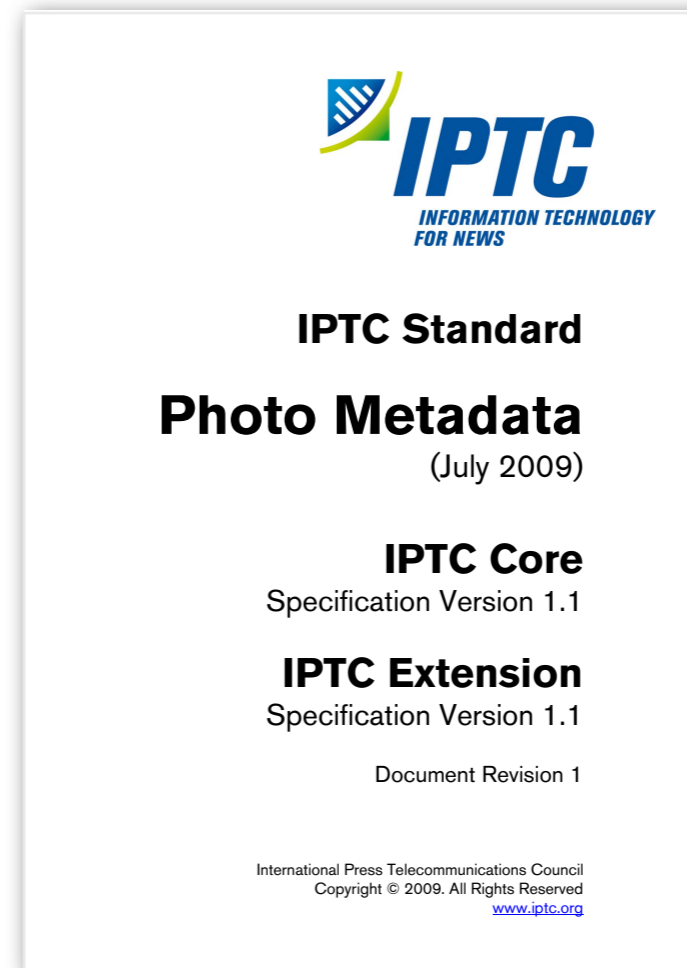 IPTC
INFORMATION TECHNOLOGY
FOR NEWS
IPTC Standard
Photo Metadata
(July 2009)
IPTC Core
Specification Version 1.1
IPTC Extension
Specification Version 1.1
Document Revision 1
International Press Telecommunications Council
Copyright © 2009. All Rights Reserved
www.iptc.org